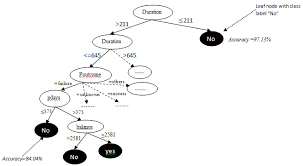 Duration
Leaf node with class
label "No"
>211
≤211
Duration
No
Accuracy =97.13%
<=645
>645
Poutcome
......
=failure
=unknown
=success
=others
pdays
......
......
......
≤373
>373
No
balance
>2581
≤2581
Accuracy=84.04%
No
yes